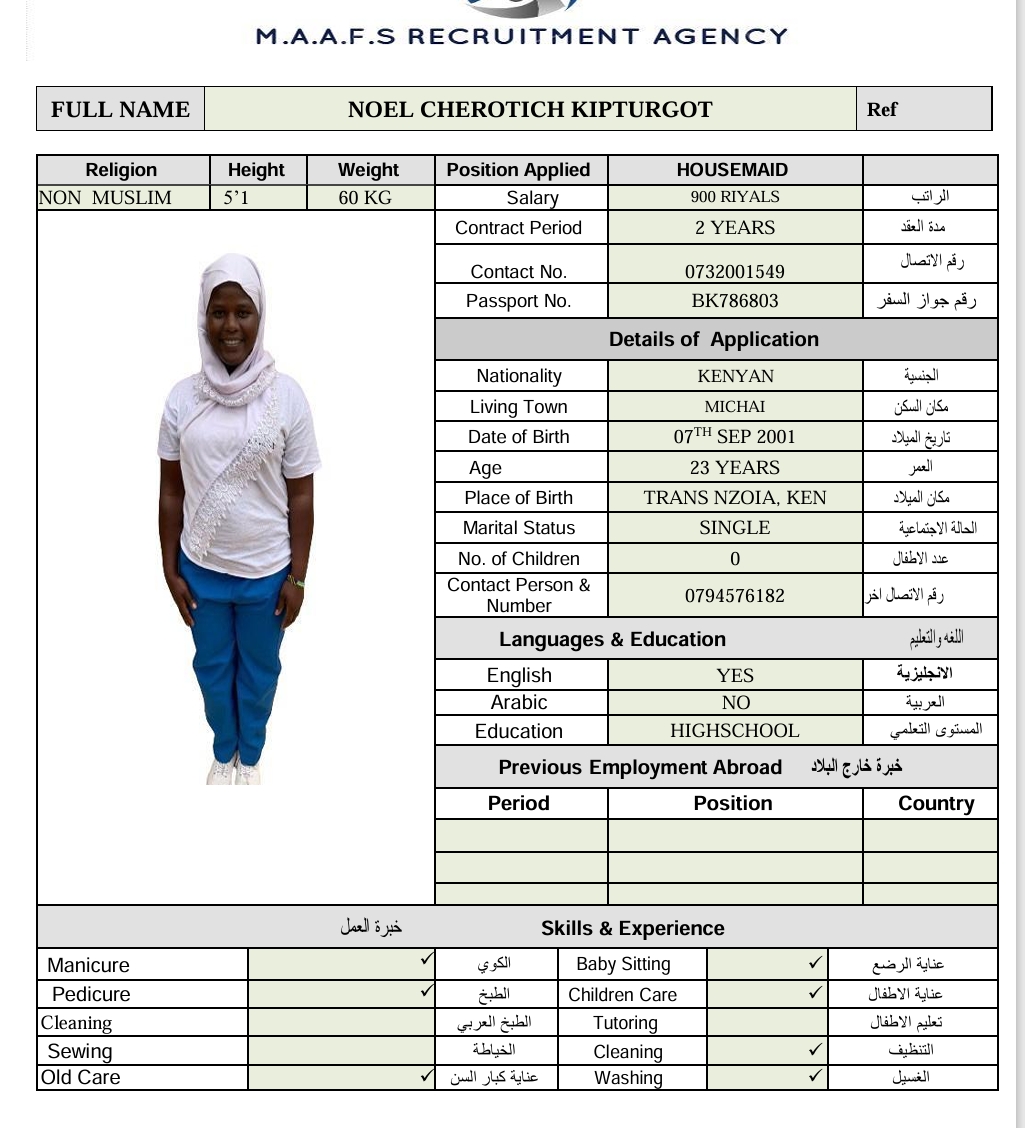 M.A.A.F.S RECRUITMENT AGENCY
FULL NAME NOEL CHEROTICH KIPTURGOT Ref
Religion Height Weight Position Applied HOUSEMAID
NON MUSLIM 5’1 60 KG Salary 900 RIYALS الراتب
Contract Period 2 YEARS مدة العقد
Contact No. 0732001549 رقم الاتصال
Passport No. BK786803 رقم جواز السفر
Details of Application
Nationality KENYAN الجنسية
Living Town MICHAI مكان السكن
Date of Birth 07TH SEP 2001 تاريخ الميلاد
Age 23 YEARS العمر
Place of Birth TRANS NZOIA, KEN مكان الميلاد
Marital Status SINGLE الحالة الاجتماعية
No. of Children 0 عدد الاطفال
Contact Person &
Number 0794576182 رقم الاتصال اخر
Languages & Education اللغه والتعليم
English YES الانجليزية
Arabic NO العربية
Education HIGHSCHOOL المستوى التعلمي
Previous Employment Abroad خبرة خارج البلاد
Period Position Country
خبرة العمل Skills & Experience
Manicure ✓ الكوي Baby Sitting ✓ عناية الرضع
Pedicure ✓ الطبخ Children Care ✓ عناية الاطفال
Cleaning الطبخ العربي Tutoring تعليم الاطفال
Sewing الخياطة Cleaning ✓ التنظيف
Old Care ✓ عناية كبار السن Washing ✓ الغسيل